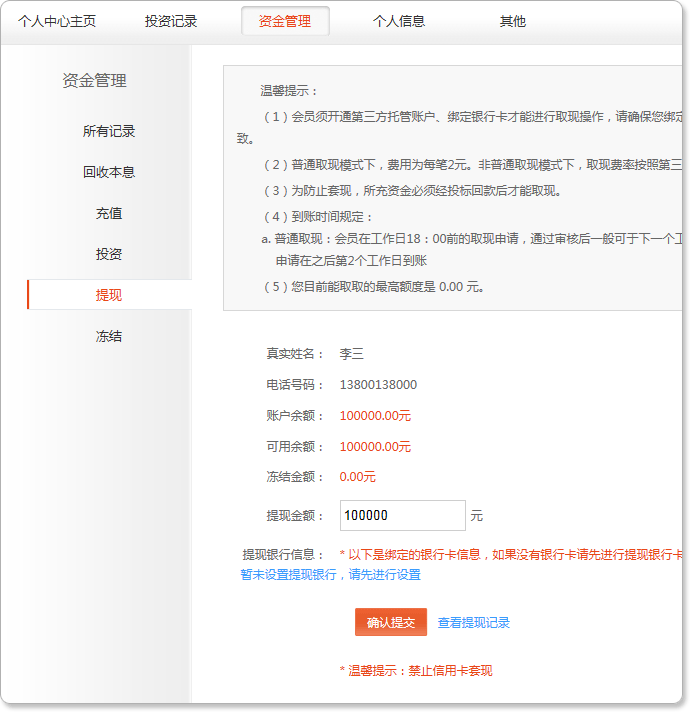 个人中心主页 投资记录 资金管理 个人信息 其他
资金管理
所有记录
回收本息
充值
投资
提现
冻结
温馨提示：
（1）会员须开通第三方托管账户、绑定银行卡才能进行取现操作，请确保您绑定
致。
（2）普通取现模式下，费用为每笔2元。非普通取现模式下，取现费率按照第三
（3）为防止套现，所充资金必须经投标回款后才能取现。
（4）到账时间规定：
a. 普通取现：会员在工作日18：00前的取现申请，通过审核后一般可于下一个工
申请在之后第2个工作日到账
（5）您目前能取取的最高额度是 0.00 元。
真实姓名： 李三
电话号码： 13800138000
账户余额： 100000.00元
可用余额： 100000.00元
冻结金额： 0.00元
提现金额： 100000 元
提现银行信息： * 以下是绑定的银行卡信息，如果没有银行卡请先进行提现银行卡
暂未设置提现银行，请先进行设置
确认提交 查看提现记录
* 温馨提示：禁止信用卡套现